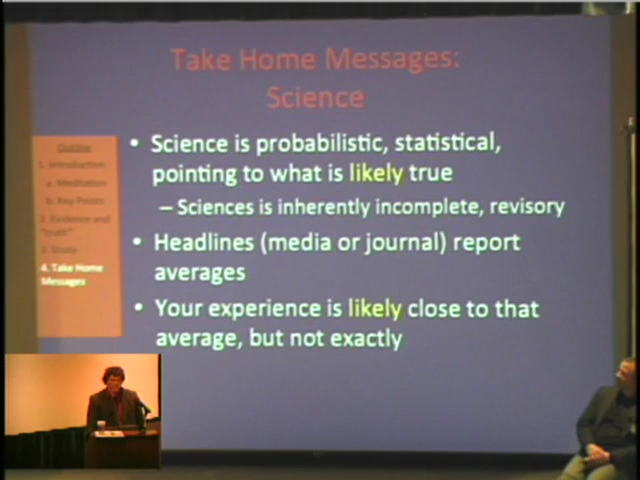 Take Home Messages:
Science
Outline
1. Introduction
a. Meditation
b. Key Points
2. Evidence and
"truth"
3. Study
4. Take Home
Messages
• Science is probabilistic, statistical,
pointing to what is likely true
– Sciences is inherently incomplete, revisory
• Headlines (media or journal) report
averages
• Your experience is likely close to that
average, but not exactly